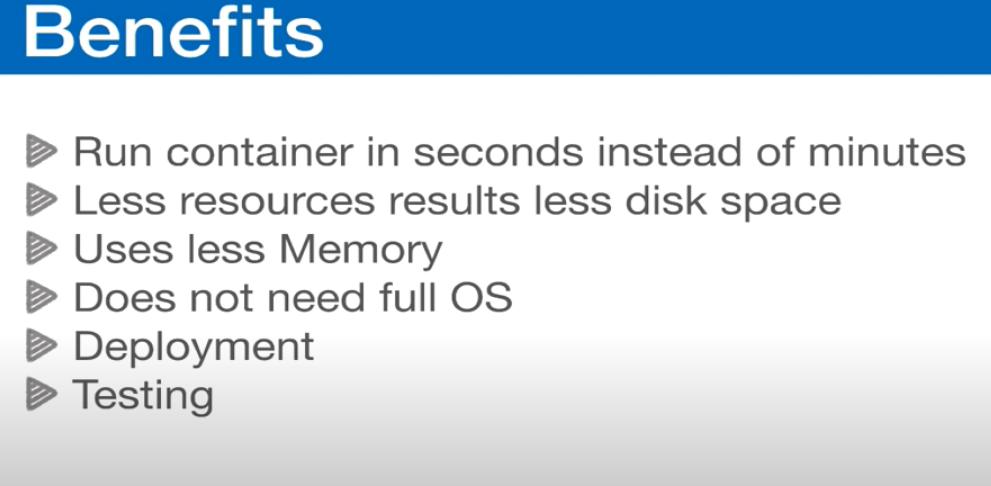 Benefits
Run container in seconds instead of minutes
Less resources results less disk space
Uses less Memory
Does not need full OS
Deployment
Testing